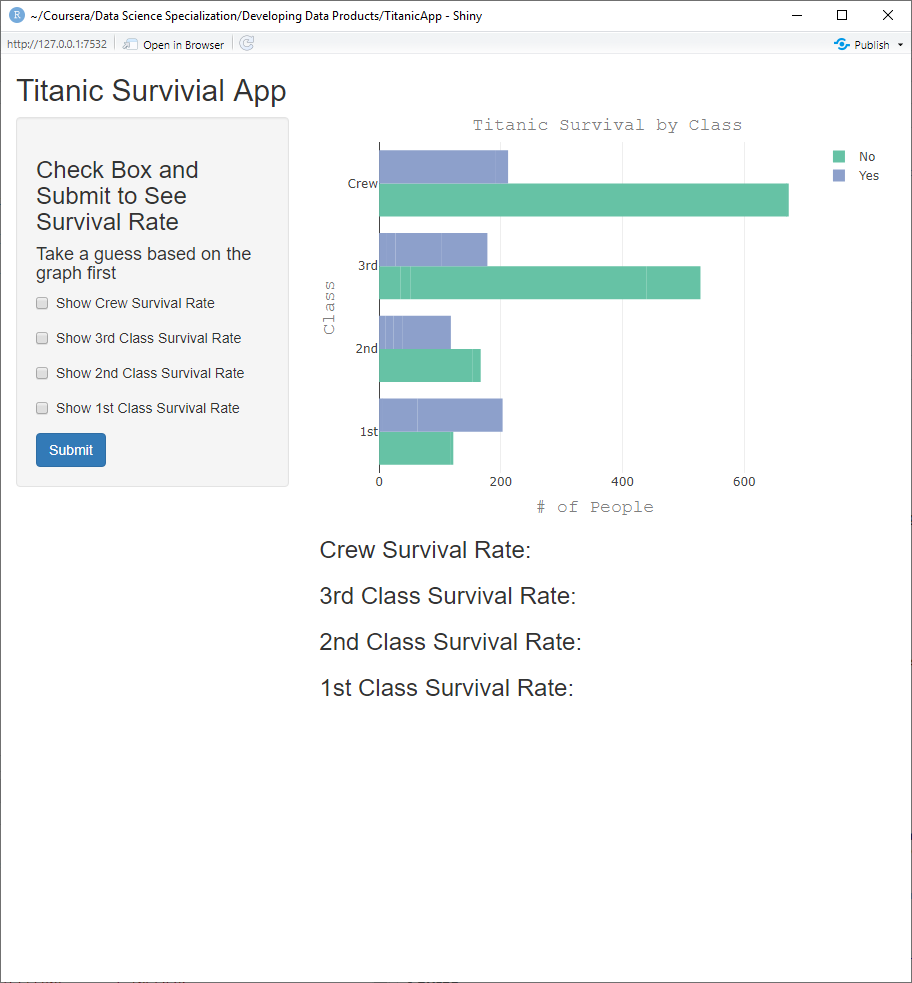 ~/Coursera/Data Science Specialization/Developing Data Products/TitanicApp - Shiny
http://127.0.0.1:7532
Open in Browser
Publish
Titanic Survivial App
Check Box and
Submit to See
Survival Rate
Take a guess based on the
graph first
Show Crew Survival Rate
Show 3rd Class Survival Rate
Show 2nd Class Survival Rate
Show 1st Class Survival Rate
Submit
Titanic Survival by Class
No
Yes
Class
Crew
3rd
2nd
1st
0 200 400 600
# of People
Crew Survival Rate:
3rd Class Survival Rate:
2nd Class Survival Rate:
1st Class Survival Rate: